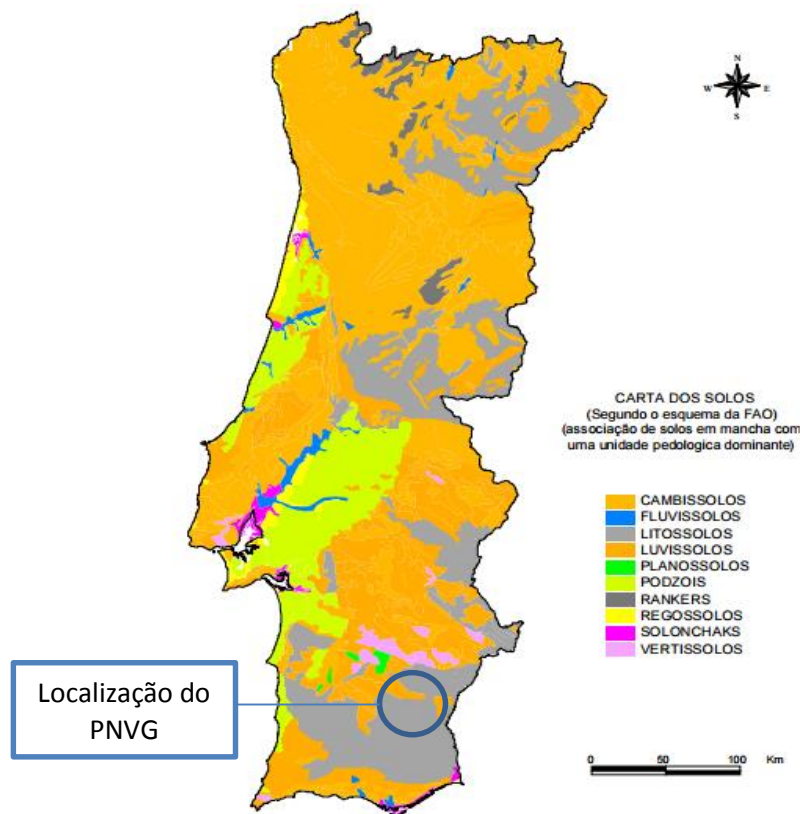 N
W E
S
CARTA DOS SOLOS
(Segundo o esquema da FAO)
(associação de solos em mancha com
uma unidade pedologica dominante)
CAMBISSOLOS
FLUVISSOLOS
LITOSSOLOS
LUVISSOLOS
PLANOSSOLOS
PODZOIS
RANKERS
REGOSSOLOS
SOLONCHAKS
VERTISSOLOS
Localização do
PNVG
0 50 100 Km